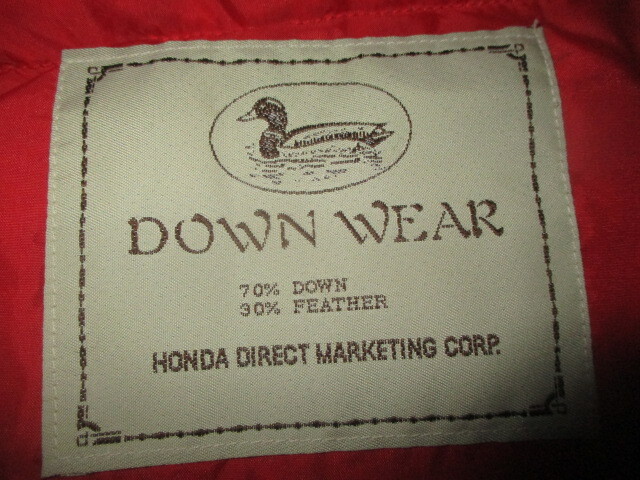 DOWN WEAR
70% DOWN
30% FEATHER
HONDA DIRECT MARKETING CORP.